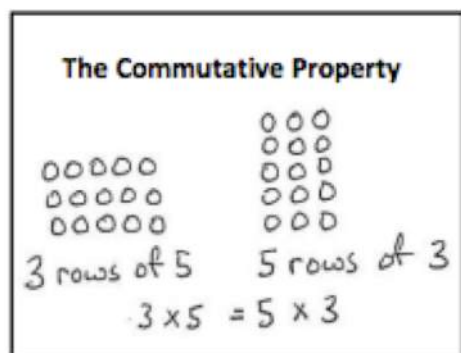 The Commutative Property
3 rows of 5
5 rows of 3
3 x 5 = 5 x 3